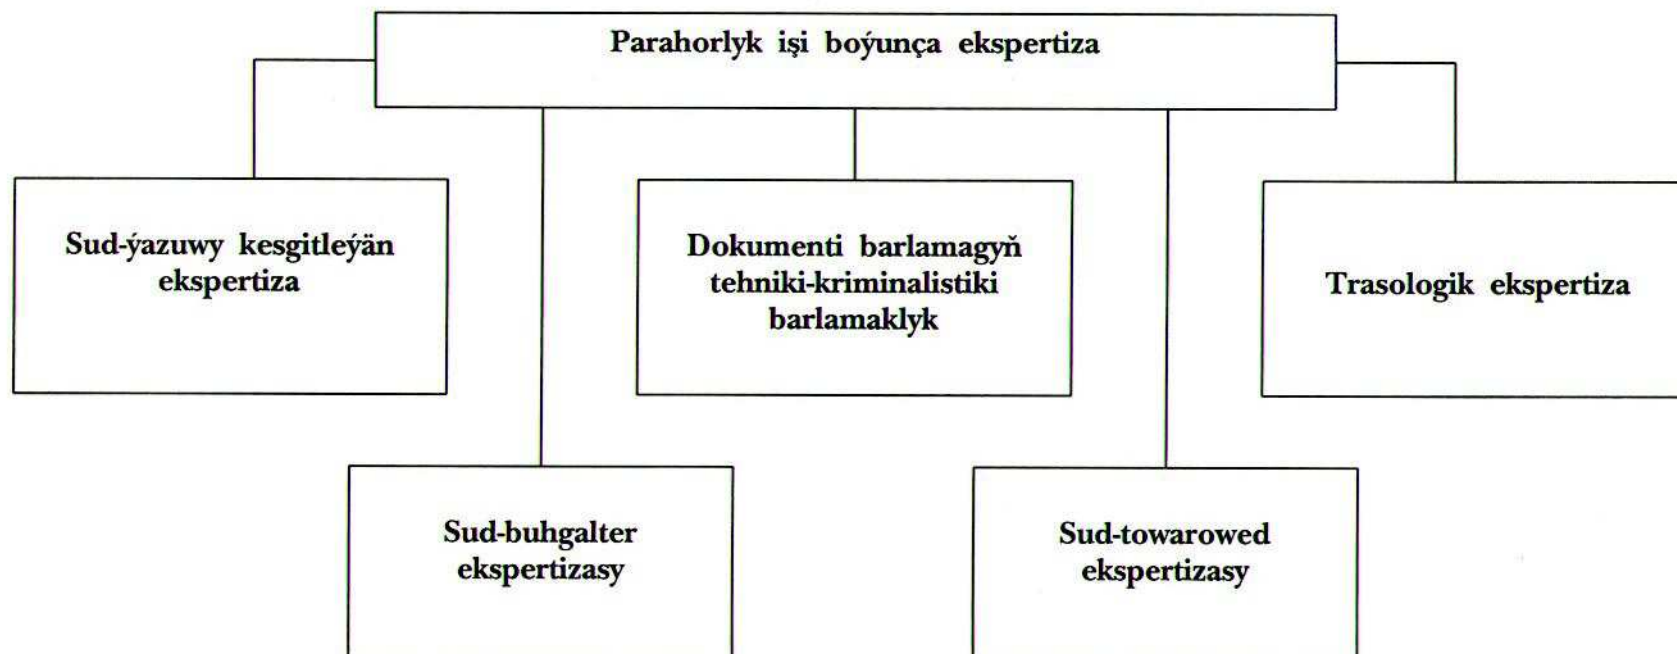 Parahorlyk işi boýunça ekspertiza
Sud-ýazuwy kesgitleýän
ekspertiza
Dokumenti barlamagyň
tehniki-kriminalistiki
barlamaklyk
Trasologik ekspertiza
Sud-buhgalter
ekspertizasy
Sud-towarowed
ekspertizasy